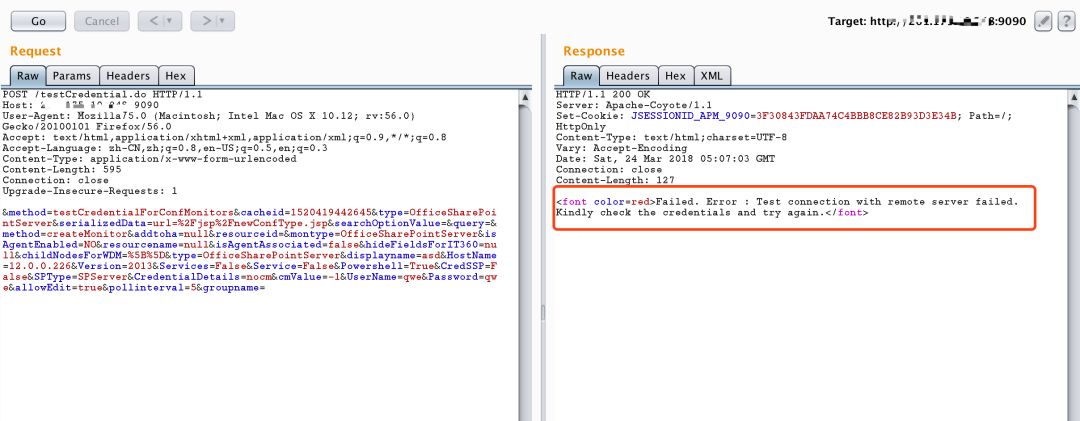 Go
Cancel
<
>
Target: http:
8:9090
?
Request
Raw
Params
Headers
Hex
POST /testCredential.do HTTP/1.1
Host:
9090
User-Agent: Mozilla/5.0 (Macintosh; Intel Mac OS X 10.12; rv:56.0)
Gecko/20100101 Firefox/56.0
Accept: text/html,application/xhtml+xml,application/xml;q=0.9,*/*;q=0.8
Accept-Language: zh-CN,zh;q=0.8,en-US;q=0.5,en;q=0.3
Content-Type: application/x-www-form-urlencoded
Content-Length: 595
Connection: close
Upgrade-Insecure-Requests: 1
&method=testCredentialForConfMonitors&cacheid=1520419442645&type=OfficeSharePoi
ntServer&serializedData=url=%2Fjsp%2FnewConfType.jsp&searchOptionValue=&query=&
method=createMonitor&addtoha=null&resourceid=&montype=OfficeSharePointServer&is
AgentEnabled=NO&resourcename=null&isAgentAssociated=false&hideFieldsForIT360=nu
ll&childNodesForWDM=%5B%5D&type=OfficeSharePointServer&displayname=asd&HostName
=12.0.0.226&Version=2013&Services=False&Service=False&Powershell=True&CredSSP=F
alse&SPType=SPServer&CredentialDetails=nocm&cmValue=-1&UserName=qwe&Password=qw
e&allowEdit=true&pollinterval=5&groupname=
Response
Raw
Headers
Hex
XML
HTTP/1.1 200 OK
Server: Apache-Coyote/1.1
Set-Cookie: JSESSIONID_APM_9090=3F30843FDAA74C4BBB8CE82B93D3E34B; Path=/;
HttpOnly
Content-Type: text/html;charset=UTF-8
Vary: Accept-Encoding
Date: Sat, 24 Mar 2018 05:07:03 GMT
Connection: close
Content-Length: 127
<font color=red>Failed. Error : Test connection with remote server failed.
Kindly check the credentials and try again.</font>